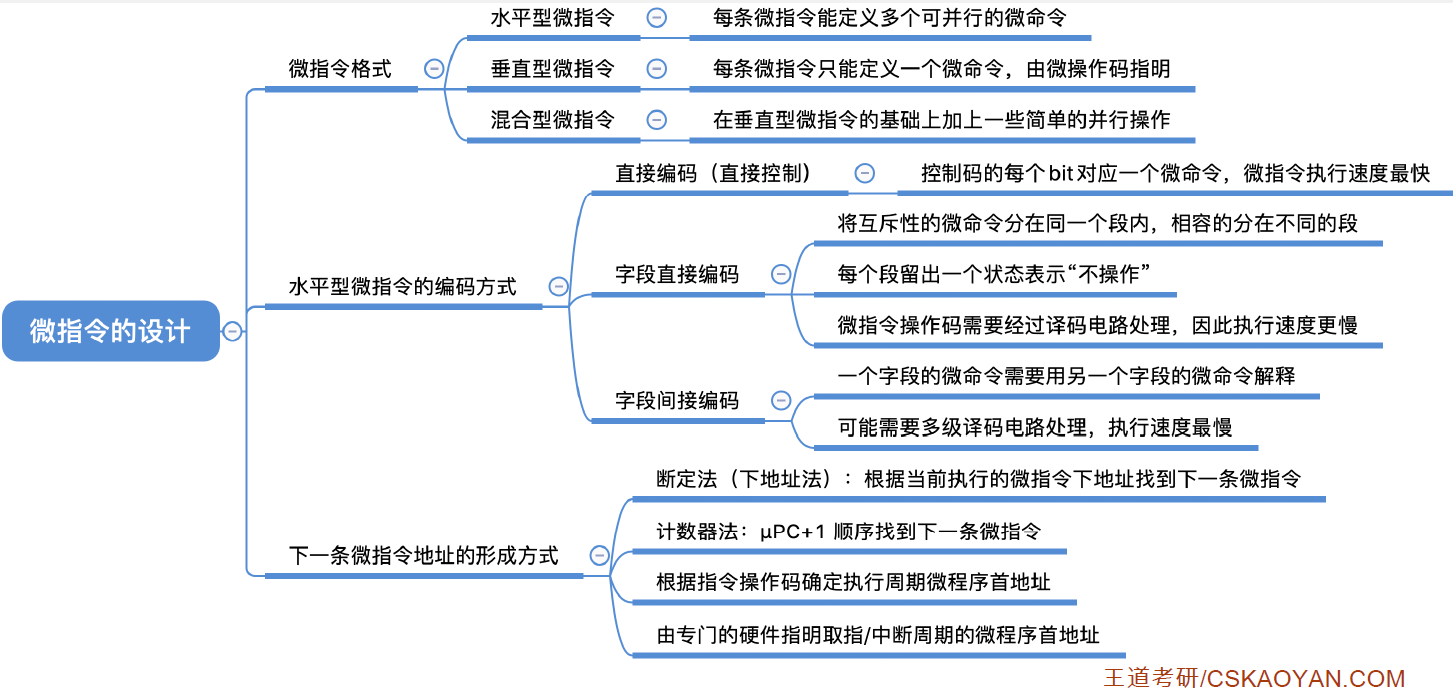 微指令的设计
微指令格式
水平型微指令
每条微指令能定义多个可并行的微命令
垂直型微指令
每条微指令只能定义一个微命令，由微操作码指明
混合型微指令
在垂直型微指令的基础上加上一些简单的并行操作
水平型微指令的编码方式
直接编码（直接控制）
控制码的每个bit对应一个微命令，微指令执行速度最快
字段直接编码
将互斥性的微命令分在同一个段内，相容的分在不同的段
每个段留出一个状态表示“不操作”
微指令操作码需要经过译码电路处理，因此执行速度更慢
字段间接编码
一个字段的微命令需要用另一个字段的微命令解释
可能需要多级译码电路处理，执行速度最慢
下一条微指令地址的形成方式
断定法（下地址法）：根据当前执行的微指令下地址找到下一条微指令
计数器法：μPC+1 顺序找到下一条微指令
根据指令操作码确定执行周期微程序首地址
由专门的硬件指明取指/中断周期的微程序首地址
王道考研/CSKAOYAN.COM